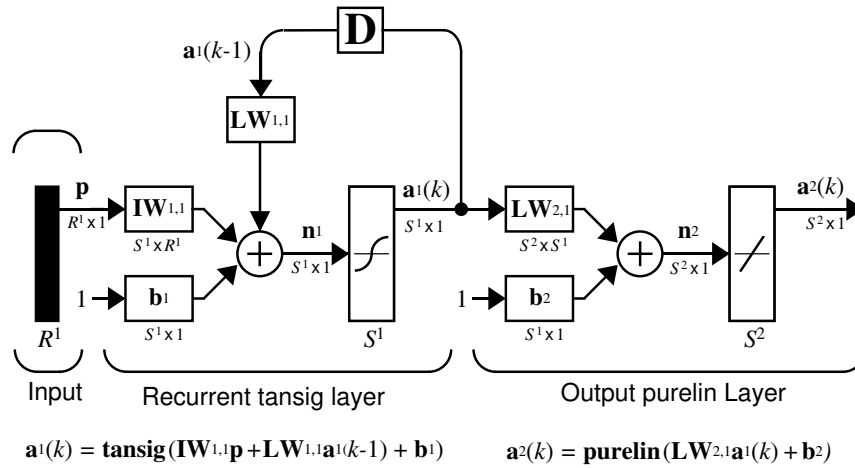 D
a¹(k-1)
LW1,1
p
R¹ x 1
IW1,1
S¹ x R¹
n1
S¹ x 1
a¹(k)
S¹ x 1
LW2,1
S² x S¹
n2
S² x 1
a²(k)
S² x 1
1
b1
S¹ x 1
1
b2
S¹ x 1
R¹
S¹
S²
Input
Recurrent tansig layer
Output purelin Layer
a¹(k) = tansig (IW1,1p +LW1,1a¹(k-1) + b1)
a²(k) = purelin (LW2,1a¹(k) + b2)